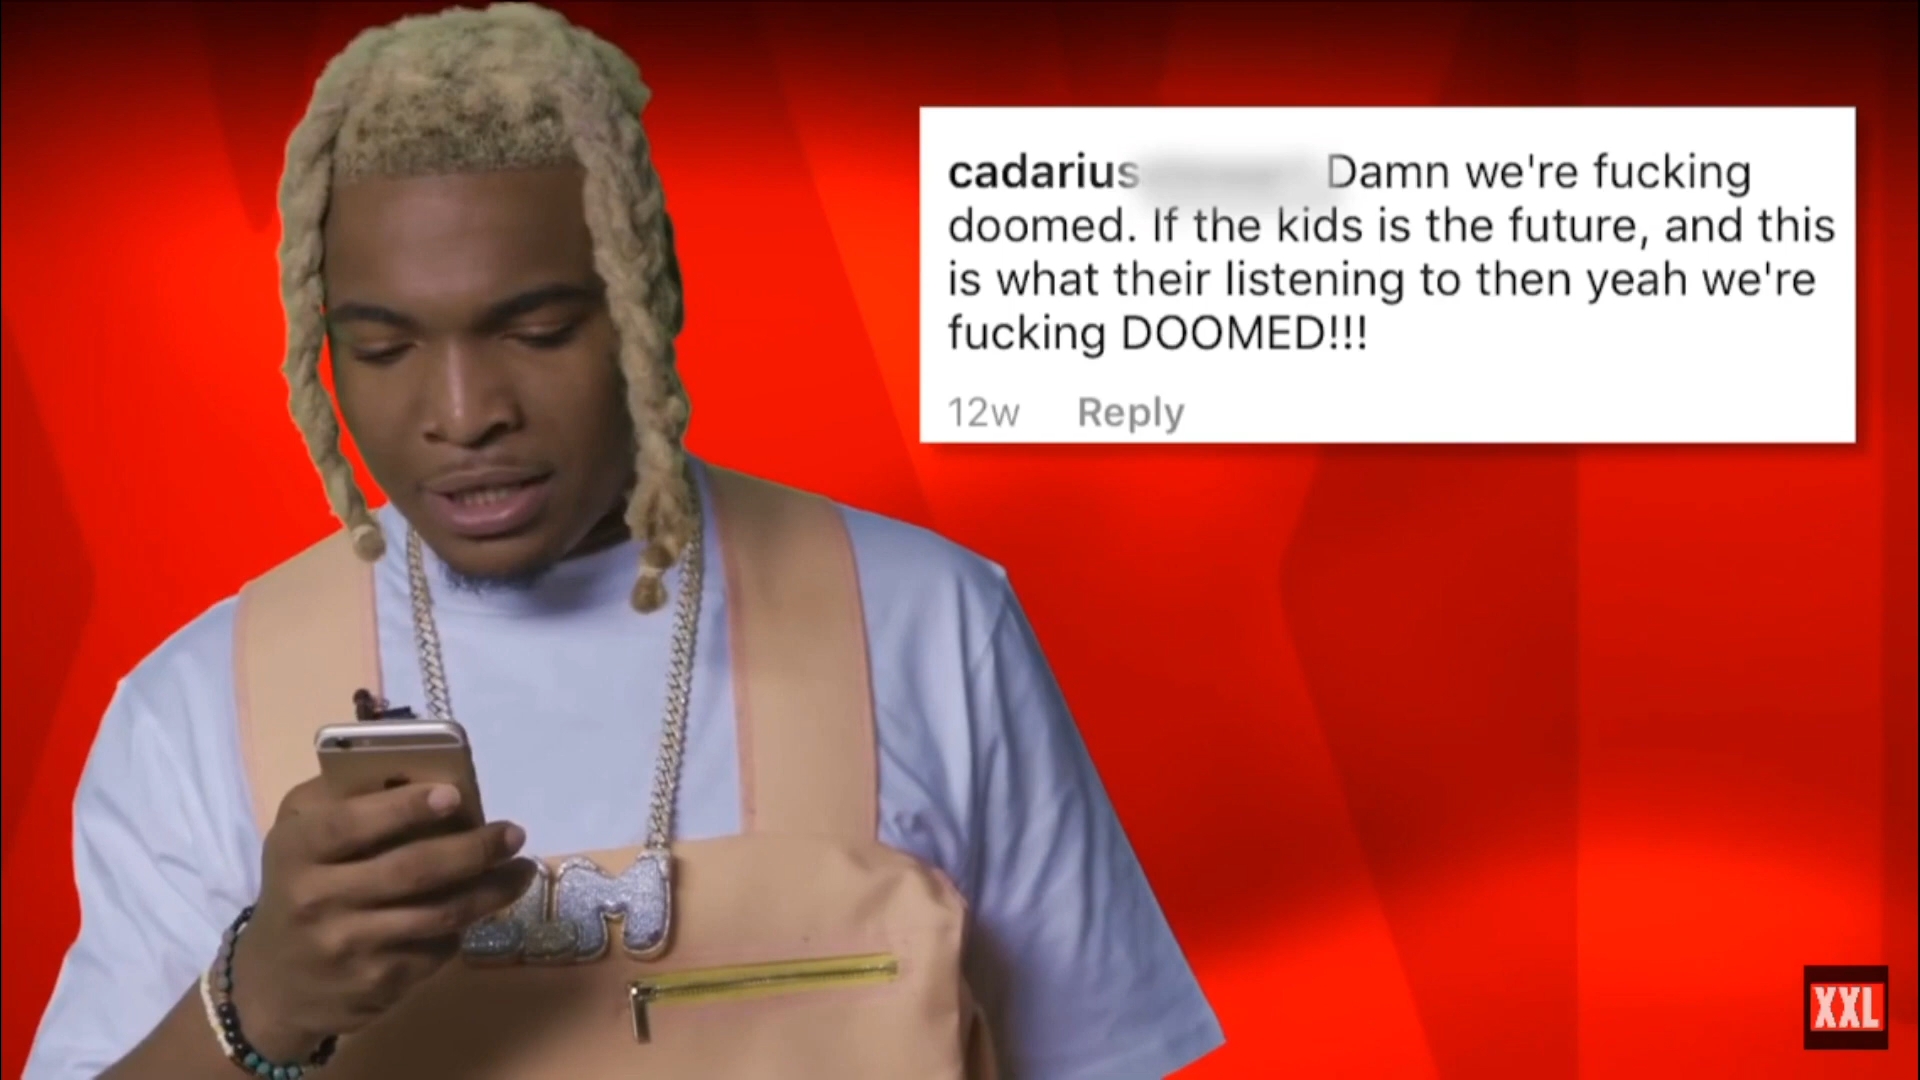 cadarius Damn we're fucking
doomed. If the kids is the future, and this
is what their listening to then yeah we're
fucking DOOMED!!!
12w Reply
XXL